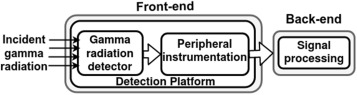 Front-end
Back-end
Incident
gamma
radiation
Gamma
radiation
detector
Peripheral
instrumentation
Signal
processing
Detection Platform